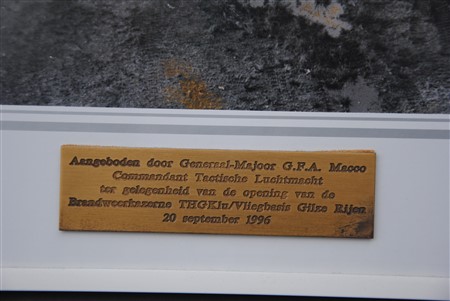 Aangeboden door Generaal-Majoor G.F.A. Macco
Commandant Tactische Luchtmacht
ter gelegenheid van de opening van de
Brandweerkazerne THGKlu/Vliegbasis Gilze Rijen
20 september 1996